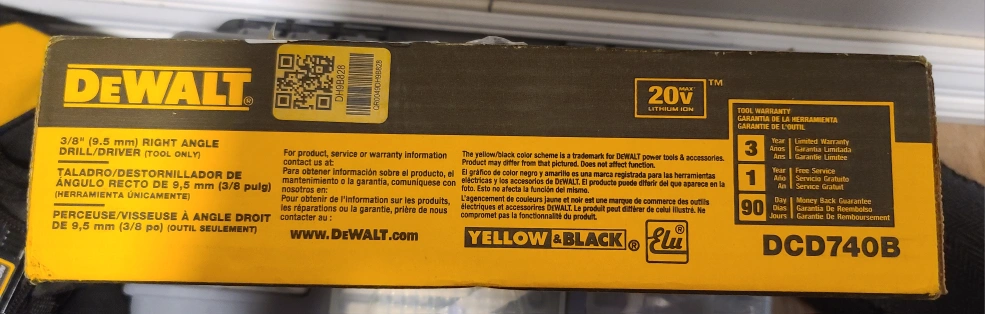 DEWALT®
DH9B828
QR0040DH9B828
20V MAX™
LITHIUM ION
3/8" (9.5 mm) RIGHT ANGLE
DRILL/DRIVER (TOOL ONLY)
TALADRO/DESTORNILLADOR DE
ÁNGULO RECTO DE 9,5 mm (3/8 pulg)
(HERRAMIENTA ÚNICAMENTE)
PERCEUSE/VISSEUSE À ANGLE DROIT
DE 9,5 mm (3/8 po) (OUTIL SEULEMENT)
For product, service or warranty information
contact us at:
Para obtener información sobre el producto, el
mantenimiento o la garantía, comuníquese con
nosotros en:
Pour obtenir de l'information sur les produits,
les réparations ou la garantie, prière de nous
contacter au :
www.DEWALT.com
The yellow/black color scheme is a trademark for DEWALT power tools & accessories.
Product may differ from that pictured. Does not affect function.
El gráfico de color negro y amarillo es una marca registrada para las herramientas
eléctricas y los accesorios de DEWALT. El producto puede diferir del que aparece en la
foto. Esto no afecta la función del mismo.
L'agencement de couleurs jaune et noir est une marque de commerce des outils
électriques et accessoires DEWALT. Le produit peut différer de celui illustré. Ne
compromet pas la fonctionnalité du produit.
YELLOW & BLACK®
Elu®
TOOL WARRANTY
GARANTIA DE LA HERRAMIENTA
GARANTIE DE L'OUTIL
3 Year Limited Warranty
Años Garantia Limitada
Ans Garantie Limitee
1 Year Free Service
Año Servicio Gratuito
An Service Gratuit
90 Day Money Back Guarantee
Dias Garantia De Reembolso
Jours Garantie De Remboursement
DCD740B